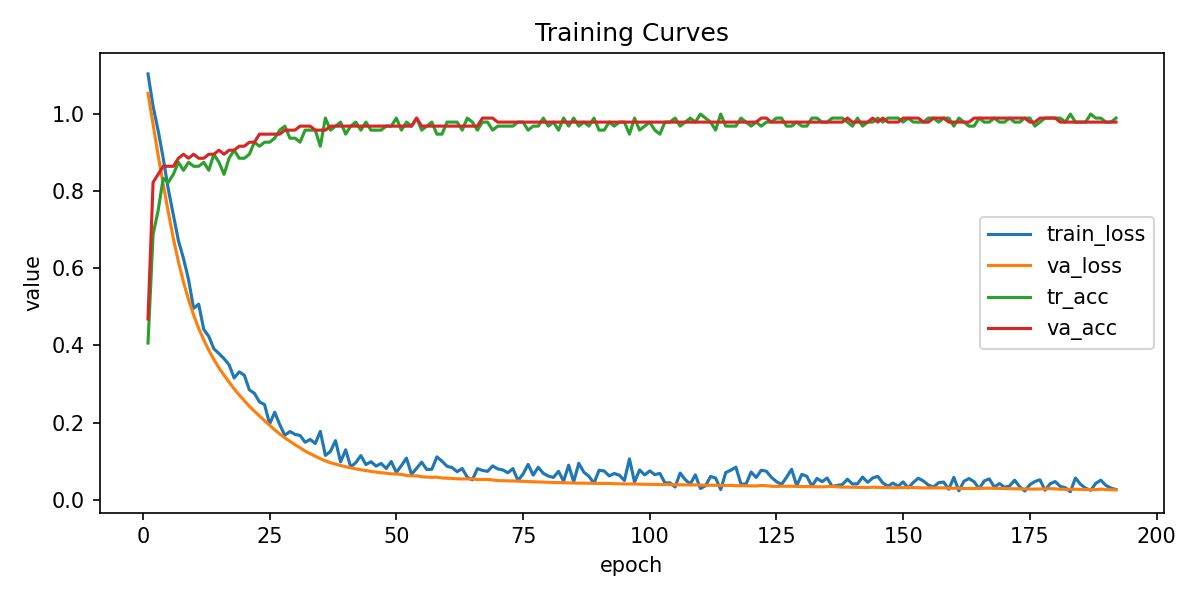 Training Curves
1.0
0.8
0.6
0.4
0.2
0.0
value
train_loss
va_loss
tr_acc
va_acc
0 25 50 75 100 125 150 175 200
epoch